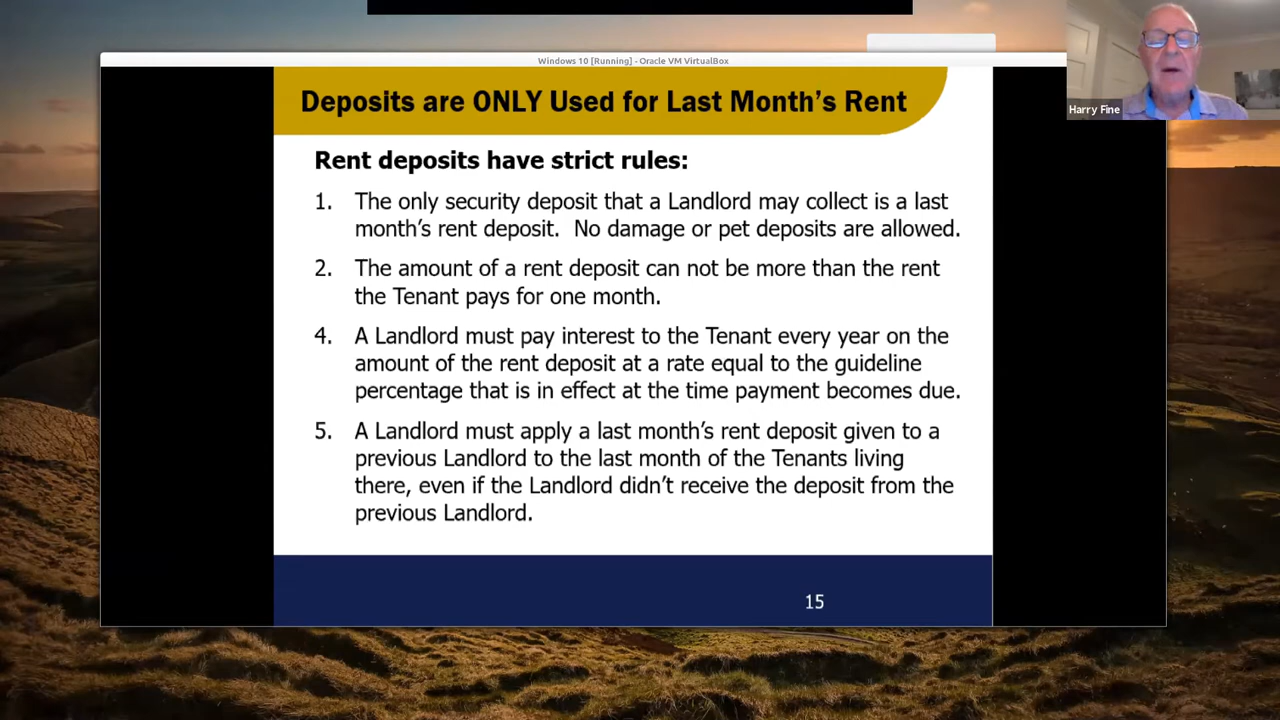 Windows 10 [Running] - Oracle VM VirtualBox
Harry Fine
Deposits are ONLY Used for Last Month's Rent
Rent deposits have strict rules:
1. The only security deposit that a Landlord may collect is a last
month's rent deposit. No damage or pet deposits are allowed.
2. The amount of a rent deposit can not be more than the rent
the Tenant pays for one month.
4. A Landlord must pay interest to the Tenant every year on the
amount of the rent deposit at a rate equal to the guideline
percentage that is in effect at the time payment becomes due.
5. A Landlord must apply a last month's rent deposit given to a
previous Landlord to the last month of the Tenants living
there, even if the Landlord didn't receive the deposit from the
previous Landlord.
15